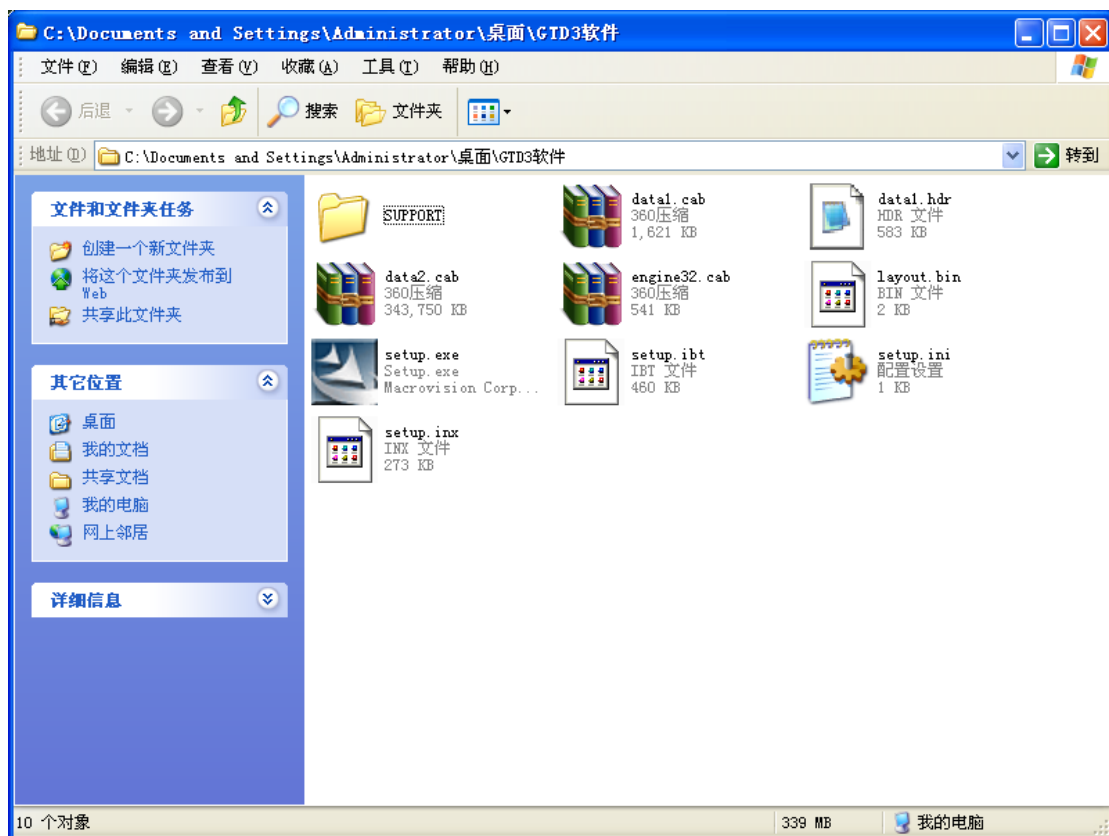 C:\Documents and Settings\Administrator\桌面\GTD3软件
文件(F) 编辑(E) 查看(V) 收藏(A) 工具(T) 帮助(H)
后退 搜索 文件夹
地址(D) C:\Documents and Settings\Administrator\桌面\GTD3软件 转到
文件和文件夹任务
创建一个新文件夹
将这个文件夹发布到
Web
共享此文件夹
其它位置
桌面
我的文档
共享文档
我的电脑
网上邻居
详细信息
SUPPORT
data1.cab
360压缩
1,621 KB
data1.hdr
HDR 文件
583 KB
data2.cab
360压缩
343,750 KB
engine32.cab
360压缩
541 KB
layout.bin
BIN 文件
2 KB
setup.exe
Setup.exe
Macrovision Corp...
setup.ibt
IBT 文件
460 KB
setup.ini
配置设置
1 KB
setup.inx
INX 文件
273 KB
10 个对象 339 MB 我的电脑